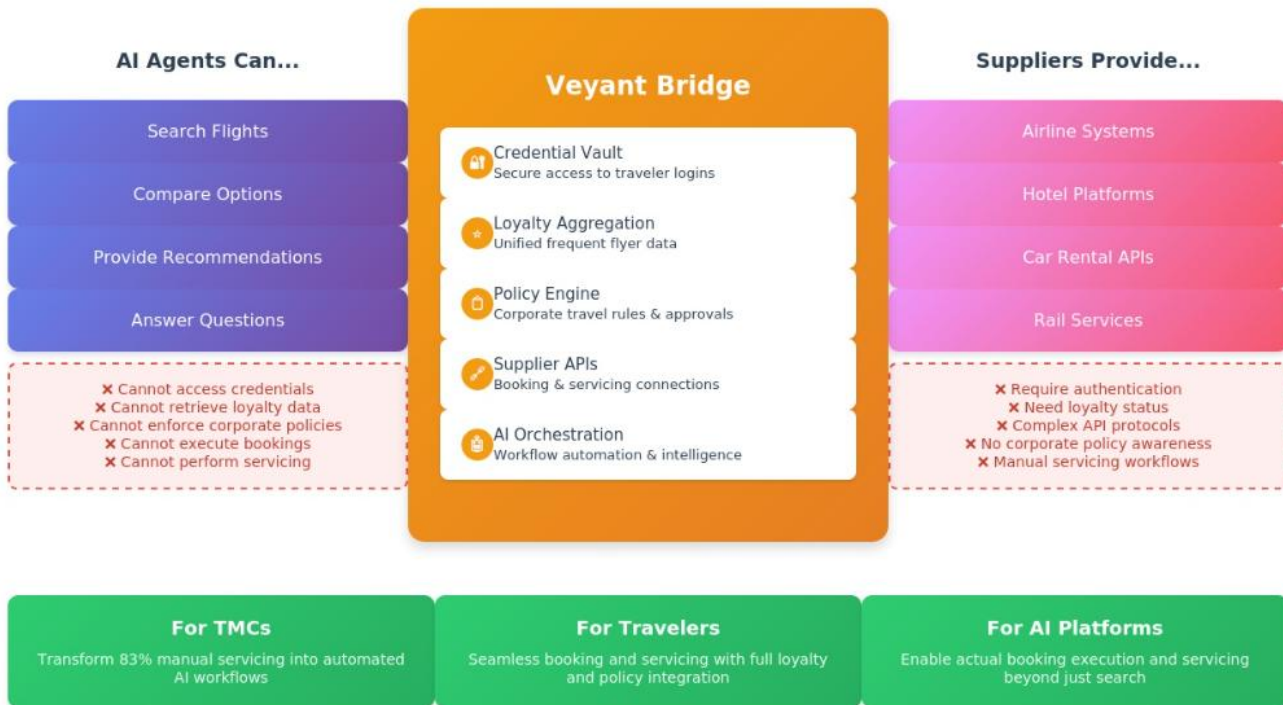 AI Agents Can...
Search Flights
Compare Options
Provide Recommendations
Answer Questions
❌ Cannot access credentials
❌ Cannot retrieve loyalty data
❌ Cannot enforce corporate policies
❌ Cannot execute bookings
❌ Cannot perform servicing
Veyant Bridge
Credential Vault
Secure access to traveler logins
Loyalty Aggregation
Unified frequent flyer data
Policy Engine
Corporate travel rules & approvals
Supplier APIs
Booking & servicing connections
AI Orchestration
Workflow automation & intelligence
Suppliers Provide...
Airline Systems
Hotel Platforms
Car Rental APIs
Rail Services
❌ Require authentication
❌ Need loyalty status
❌ Complex API protocols
❌ No corporate policy awareness
❌ Manual servicing workflows
For TMCs
Transform 83% manual servicing into automated
AI workflows
For Travelers
Seamless booking and servicing with full loyalty
and policy integration
For AI Platforms
Enable actual booking execution and servicing
beyond just search